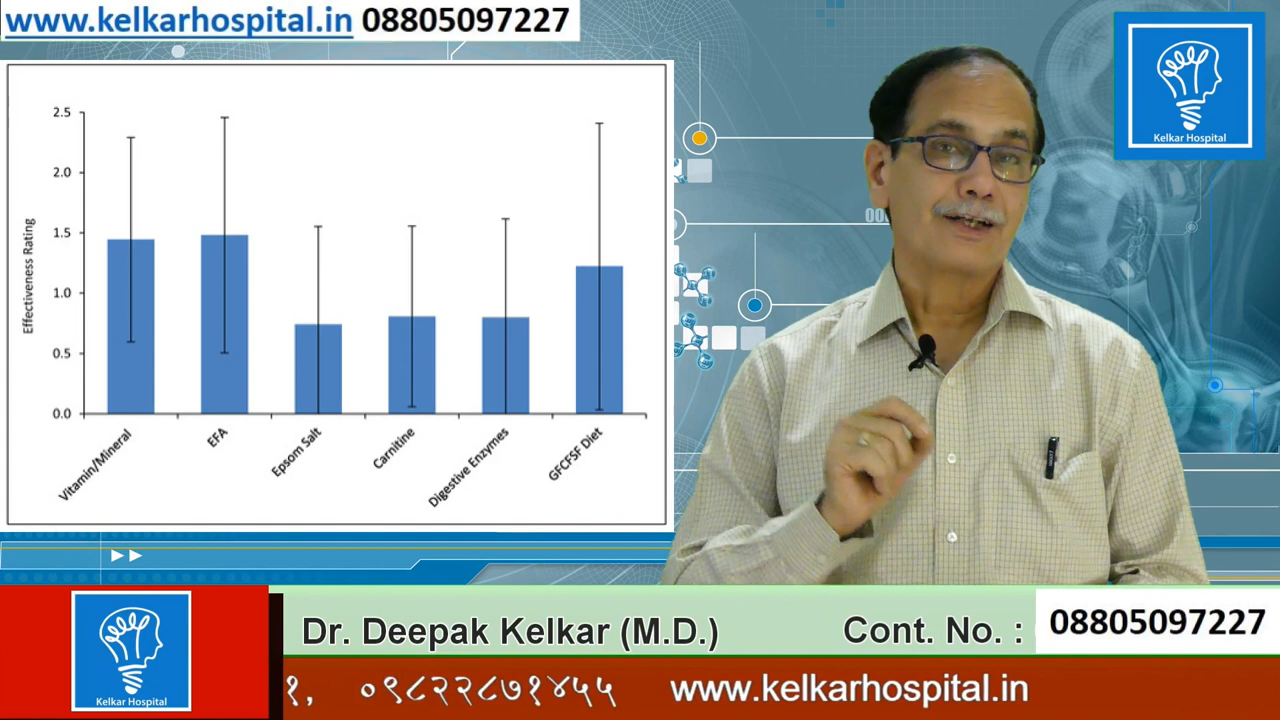 www.kelkarhospital.in 08805097227
Kelkar Hospital
2.5
2.0
1.5
1.0
0.5
0.0
Effectiveness Rating
Vitamin/Mineral
EFA
Epsom Salt
Carnitine
Digestive Enzymes
GFCFSF Diet
Kelkar Hospital
Dr. Deepak Kelkar (M.D.)
Cont. No. :
08805097227
१, ०९८२२८७१४५५ www.kelkarhospital.in